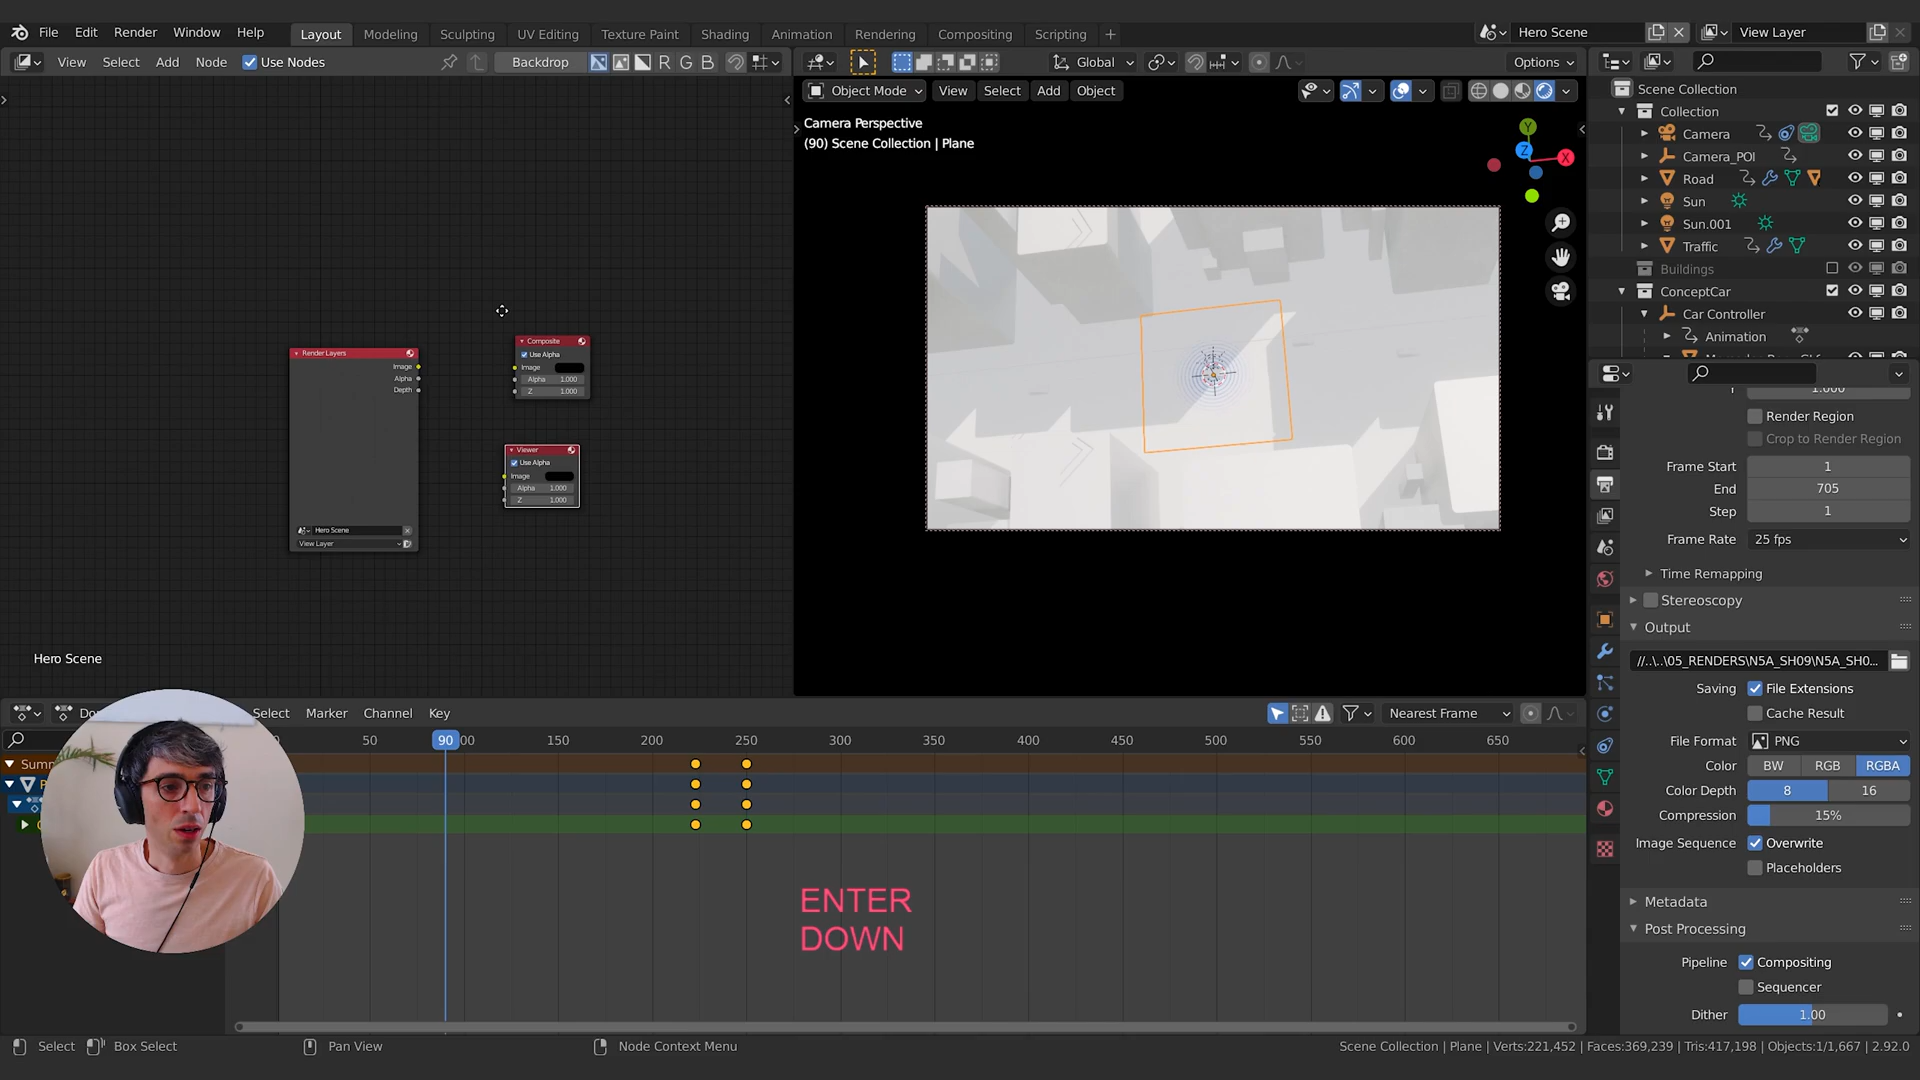 File Edit Render Window Help Layout Modeling Sculpting UV Editing Texture Paint Shading Animation Rendering Compositing Scripting + Hero Scene View Layer
View Select Add Node Use Nodes Backdrop R G B Global Options
Object Mode View Select Add Object
Camera Perspective
(90) Scene Collection | Plane
Y
Z
X
Render Layers
Image
Alpha
Depth
Hero Scene
View Layer
Composite
Use Alpha
Image
Alpha 1.000
Z 1.000
Viewer
Use Alpha
Image
Alpha 1.000
Z 1.000
Hero Scene
Scene Collection
Collection
Camera
Camera_POI
Road
Sun
Sun.001
Traffic
Buildings
ConceptCar
Car Controller
Animation
Y 1.000
Render Region
Crop to Render Region
Frame Start 1
End 705
Step 1
Frame Rate 25 fps
Time Remapping
Stereoscopy
Output
//..\..\05_RENDERS\N5A_SH09\N5A_SH0...
Saving File Extensions
Cache Result
File Format PNG
Color BW RGB RGBA
Color Depth 8 16
Compression 15%
Image Sequence Overwrite
Placeholders
Metadata
Post Processing
Pipeline Compositing
Sequencer
Dither 1.00
Select Marker Channel Key Nearest Frame
50 90 00 150 200 250 300 350 400 450 500 550 600 650
Summ
ENTER
DOWN
Select Box Select Pan View Node Context Menu Scene Collection | Plane | Verts:221,452 | Faces:369,239 | Tris:417,198 | Objects:1/1,667 | 2.92.0